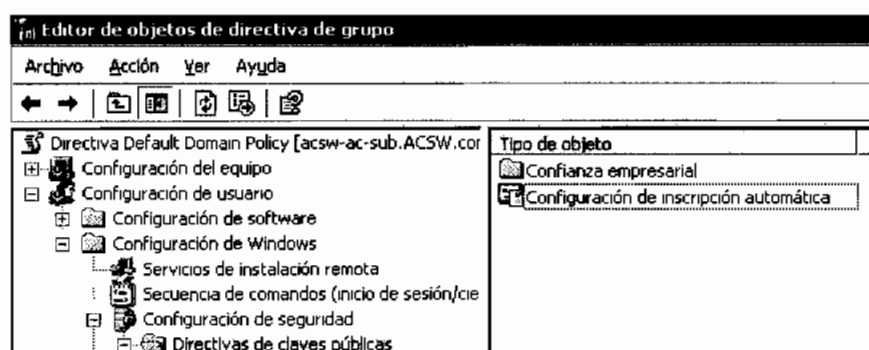 Editor de objetos de directiva de grupo
Archivo Acción Ver Ayuda
Directiva Default Domain Policy [acsw-ac-sub.ACSW.cor
Configuración del equipo
Configuración de usuario
Configuración de software
Configuración de Windows
Servicios de instalación remota
Secuencia de comandos (inicio de sesión/cie
Configuración de seguridad
Directivas de claves públicas
Tipo de objeto
Confianza empresarial
Configuración de inscripción automática